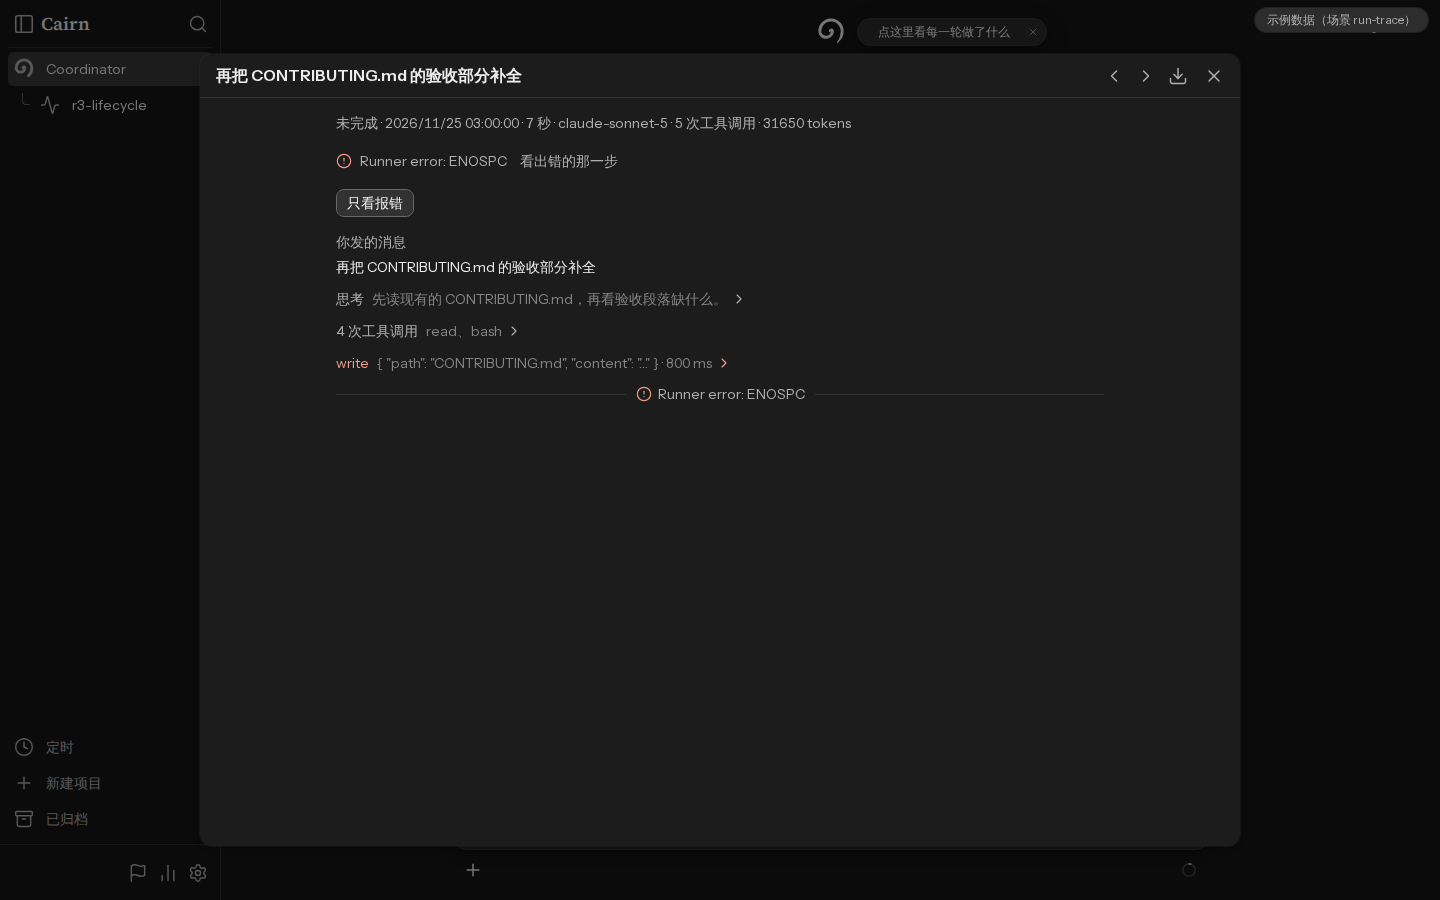 Cairn
点这里看每一轮做了什么
示例数据（场景 run-trace）
Coordinator
r3-lifecycle
再把 CONTRIBUTING.md 的验收部分补全
未完成 · 2026/11/25 03:00:00 · 7 秒 · claude-sonnet-5 · 5 次工具调用 · 31650 tokens
Runner error: ENOSPC 看出错的那一步
只看报错
你发的消息
再把 CONTRIBUTING.md 的验收部分补全
思考 先读现有的 CONTRIBUTING.md，再看验收段落缺什么。
4 次工具调用 read、bash
write { "path": "CONTRIBUTING.md", "content": "…" } · 800 ms
Runner error: ENOSPC
定时
新建项目
已归档